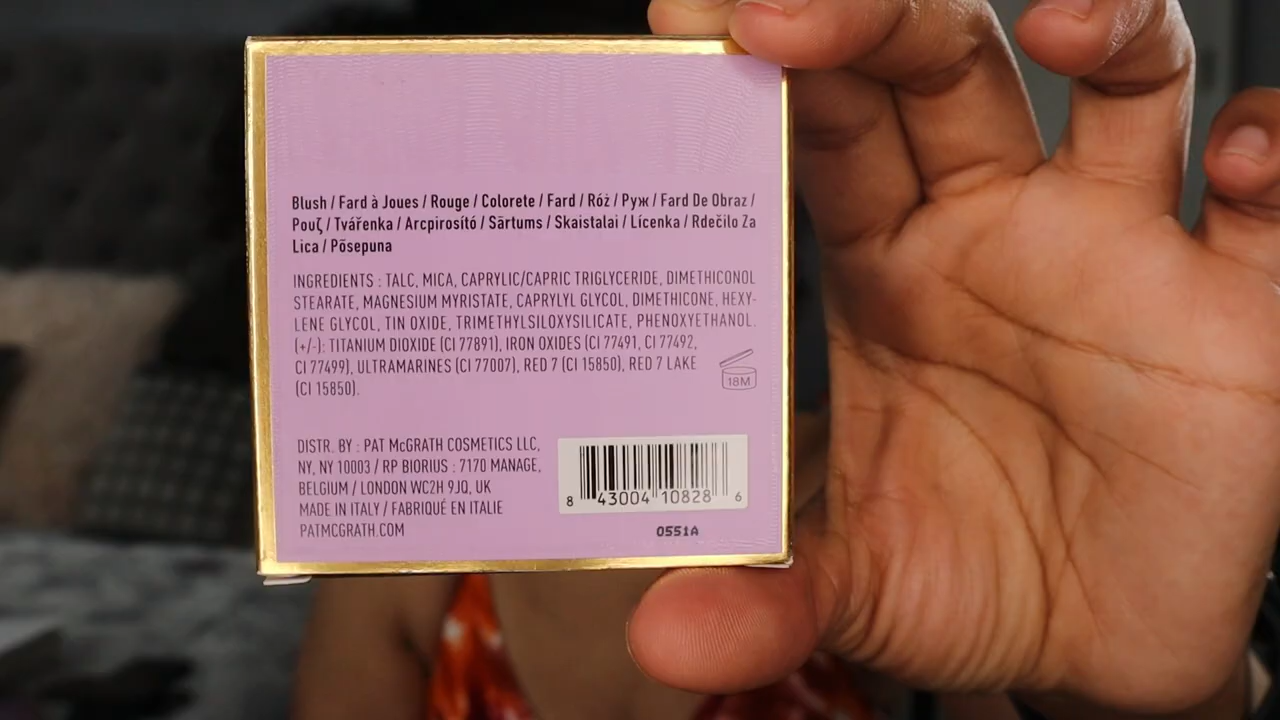 Blush / Fard à Joues / Rouge / Colorete / Fard / Róż / Руж / Fard De Obraz /
Ρουζ / Tvářenka / Arcpirosító / Sārtums / Skaistalai / Lícenka / Rdečilo Za
Lica / Põsepuna
INGREDIENTS : TALC, MICA, CAPRYLIC/CAPRIC TRIGLYCERIDE, DIMETHICONOL
STEARATE, MAGNESIUM MYRISTATE, CAPRYLYL GLYCOL, DIMETHICONE, HEXY-
LENE GLYCOL, TIN OXIDE, TRIMETHYLSILOXYSILICATE, PHENOXYETHANOL.
(+/-): TITANIUM DIOXIDE (CI 77891), IRON OXIDES (CI 77491, CI 77492,
CI 77499), ULTRAMARINES (CI 77007), RED 7 (CI 15850), RED 7 LAKE
(CI 15850).
18M
DISTR. BY : PAT McGRATH COSMETICS LLC,
NY, NY 10003 / RP BIORIUS : 7170 MANAGE,
BELGIUM / LONDON WC2H 9JQ, UK
MADE IN ITALY / FABRIQUÉ EN ITALIE
PATMCGRATH.COM
8 43004 10828 6
0551A